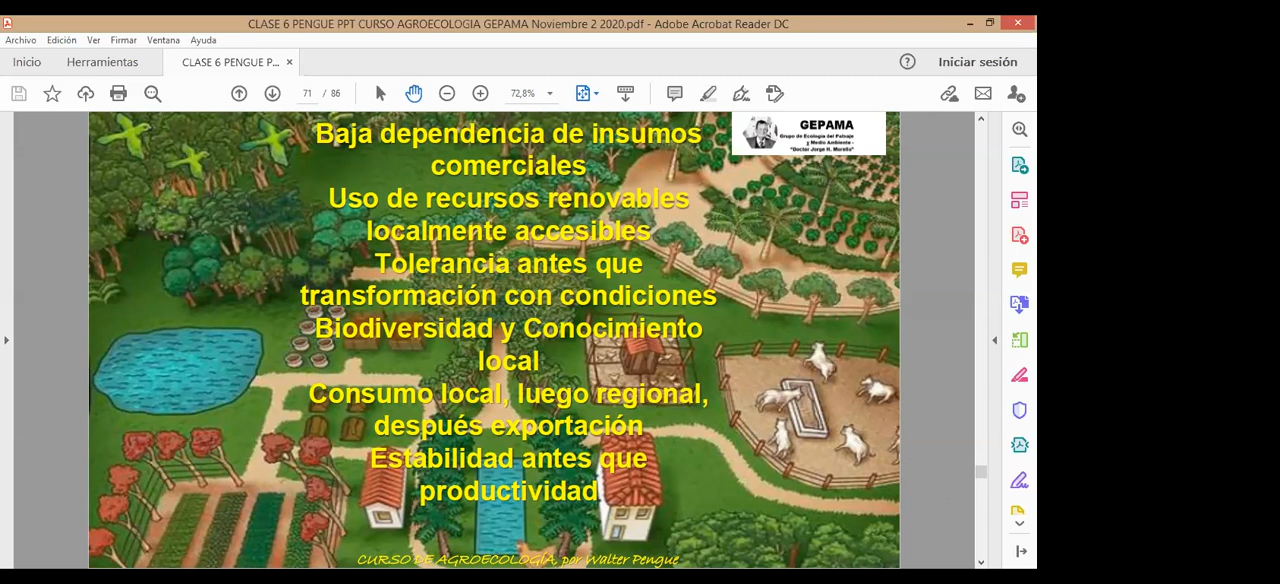 CLASE 6 PENGUE PPT CURSO AGROECOLOGIA GEPAMA Noviembre 2 2020.pdf - Adobe Acrobat Reader DC
Archivo Edición Ver Firmar Ventana Ayuda
Inicio Herramientas CLASE 6 PENGUE P... × Iniciar sesión
71 / 86 72,8%
Baja dependencia de insumos
comerciales
Uso de recursos renovables
localmente accesibles
Tolerancia antes que
transformación con condiciones
Biodiversidad y Conocimiento
local
Consumo local, luego regional,
después exportación
Estabilidad antes que
productividad
GEPAMA
Grupo de Ecología del Paisaje
y Medio Ambiente -
"Doctor Jorge H. Morello"
CURSO DE AGROECOLOGÍA, por Walter Pengue